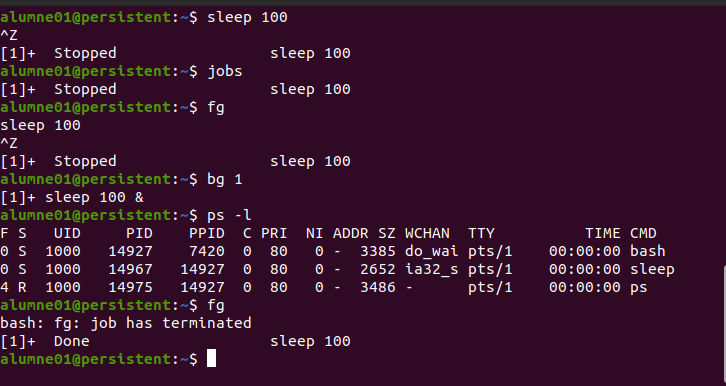 alumne01@persistent:~$ sleep 100
^Z
[1]+  Stopped                 sleep 100
alumne01@persistent:~$ jobs
[1]+  Stopped                 sleep 100
alumne01@persistent:~$ fg
sleep 100
^Z
[1]+  Stopped                 sleep 100
alumne01@persistent:~$ bg 1
[1]+ sleep 100 &
alumne01@persistent:~$ ps -l
F S   UID     PID    PPID  C PRI  NI ADDR SZ WCHAN  TTY          TIME CMD
0 S  1000   14927    7420  0  80   0 -  3385 do_wai pts/1    00:00:00 bash
0 S  1000   14967   14927  0  80   0 -  2652 ia32_s pts/1    00:00:00 sleep
4 R  1000   14975   14927  0  80   0 -  3486 -      pts/1    00:00:00 ps
alumne01@persistent:~$ fg
bash: fg: job has terminated
[1]+  Done                    sleep 100
alumne01@persistent:~$